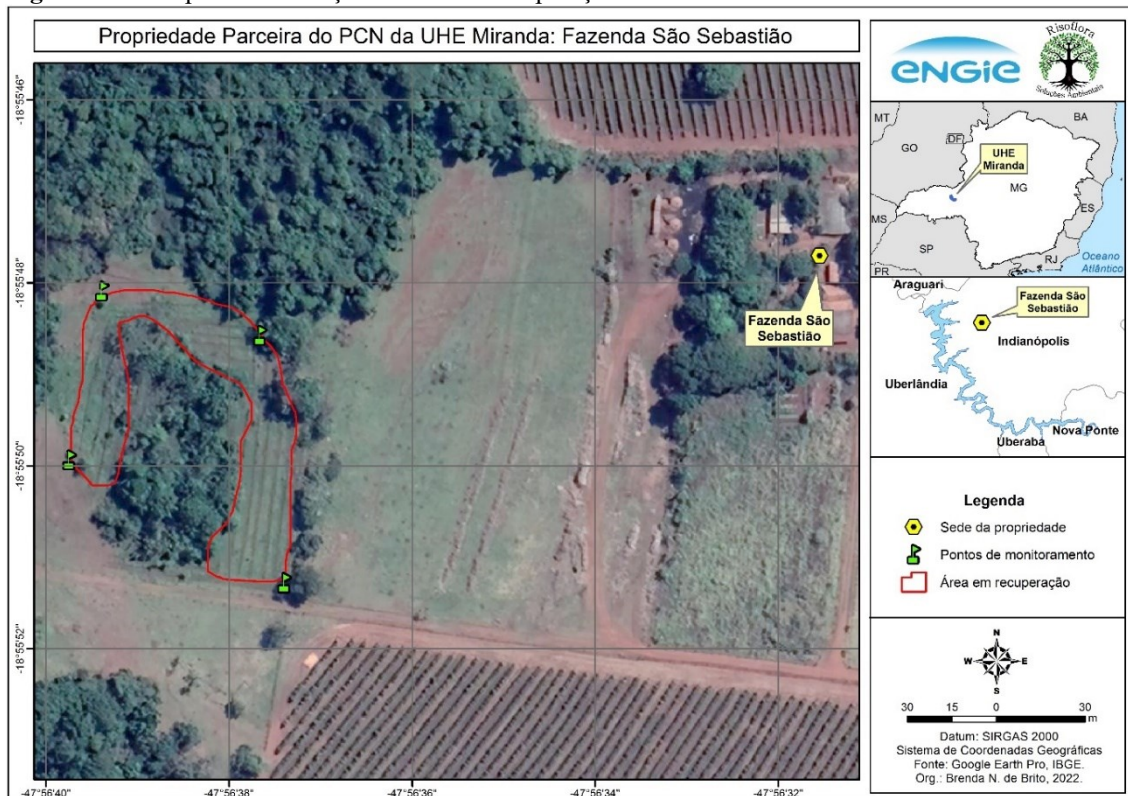 Propriedade Parceira do PCN da UHE Miranda: Fazenda São Sebastião
-18°55'46"
-18°55'48"
-18°55'50"
-18°55'52"
-47°56'40"
-47°56'38"
-47°56'36"
-47°56'34"
-47°56'32"
Fazenda São
Sebastião
ENGIE
Risoflora
Soluções Ambientais
MT
GO
DF
BA
UHE
Miranda
MG
MS
ES
SP
RJ
PR
Oceano
Atlântico
Araguari
Fazenda São
Sebastião
Indianópolis
Uberlândia
Nova Ponte
Uberaba
Legenda
Sede da propriedade
Pontos de monitoramento
Área em recuperação
N
W E
S
30 15 0 30
m
Datum: SIRGAS 2000
Sistema de Coordenadas Geográficas
Fonte: Google Earth Pro, IBGE.
Org.: Brenda N. de Brito, 2022.